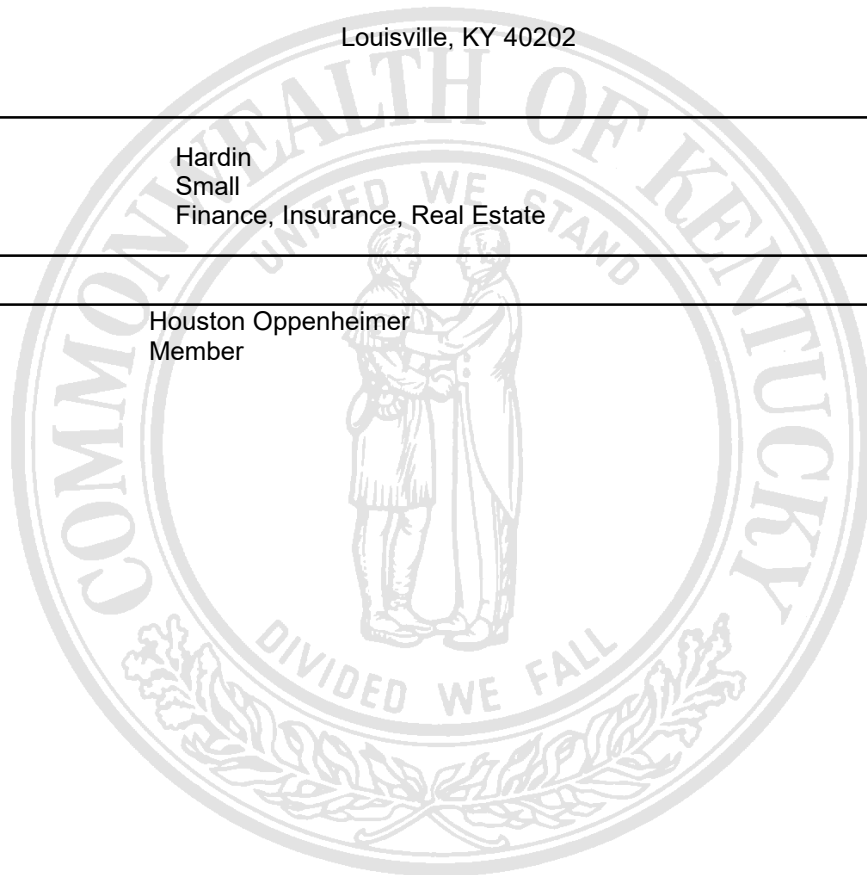 Louisville, KY 40202
Hardin
Small
Finance, Insurance, Real Estate
Houston Oppenheimer
Member
COMMONWEALTH OF KENTUCKY
UNITED WE STAND
DIVIDED WE FALL